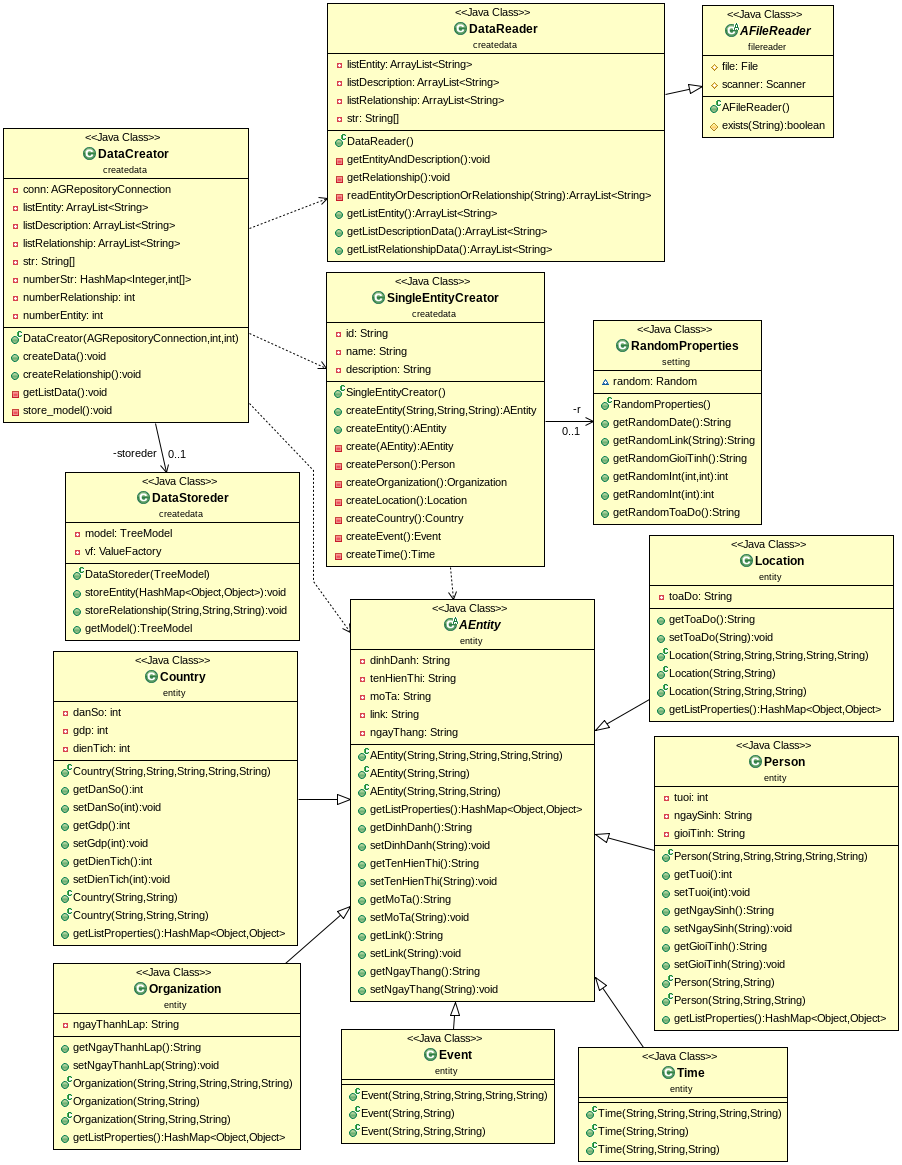 <<Java Class>>
DataReader
createdata
listEntity: ArrayList<String>
listDescription: ArrayList<String>
listRelationship: ArrayList<String>
str: String[]
DataReader()
getEntityAndDescription():void
getRelationship():void
readEntityOrDescriptionOrRelationship(String):ArrayList<String>
getListEntity():ArrayList<String>
getListDescriptionData():ArrayList<String>
getListRelationshipData():ArrayList<String>
<<Java Class>>
AFileReader
filereader
file: File
scanner: Scanner
AFileReader()
exists(String):boolean
<<Java Class>>
DataCreator
createdata
conn: AGRepositoryConnection
listEntity: ArrayList<String>
listDescription: ArrayList<String>
listRelationship: ArrayList<String>
str: String[]
numberStr: HashMap<Integer,int[]>
numberRelationship: int
numberEntity: int
DataCreator(AGRepositoryConnection,int,int)
createData():void
createRelationship():void
getListData():void
store_model():void
<<Java Class>>
SingleEntityCreator
createdata
id: String
name: String
description: String
SingleEntityCreator()
createEntity(String,String,String):AEntity
createEntity():AEntity
create(AEntity):AEntity
createPerson():Person
createOrganization():Organization
createLocation():Location
createCountry():Country
createEvent():Event
createTime():Time
-r
0..1
<<Java Class>>
RandomProperties
setting
random: Random
RandomProperties()
getRandomDate():String
getRandomLink(String):String
getRandomGioiTinh():String
getRandomInt(int,int):int
getRandomInt(int):int
getRandomToaDo():String
-storeder
0..1
<<Java Class>>
DataStoreder
createdata
model: TreeModel
vf: ValueFactory
DataStoreder(TreeModel)
storeEntity(HashMap<Object,Object>):void
storeRelationship(String,String,String):void
getModel():TreeModel
<<Java Class>>
Location
entity
toaDo: String
getToaDo():String
setToaDo(String):void
Location(String,String,String,String,String)
Location(String,String)
Location(String,String,String)
getListProperties():HashMap<Object,Object>
<<Java Class>>
AEntity
entity
dinhDanh: String
tenHienThi: String
moTa: String
link: String
ngayThang: String
AEntity(String,String,String,String,String)
AEntity(String,String)
AEntity(String,String,String)
getListProperties():HashMap<Object,Object>
getDinhDanh():String
setDinhDanh(String):void
getTenHienThi():String
setTenHienThi(String):void
getMoTa():String
setMoTa(String):void
getLink():String
setLink(String):void
getNgayThang():String
setNgayThang(String):void
<<Java Class>>
Country
entity
danSo: int
gdp: int
dienTich: int
Country(String,String,String,String,String)
getDanSo():int
setDanSo(int):void
getGdp():int
setGdp(int):void
getDienTich():int
setDienTich(int):void
Country(String,String)
Country(String,String,String)
getListProperties():HashMap<Object,Object>
<<Java Class>>
Person
entity
tuoi: int
ngaySinh: String
gioiTinh: String
Person(String,String,String,String,String)
getTuoi():int
setTuoi(int):void
getNgaySinh():String
setNgaySinh(String):void
getGioiTinh():String
setGioiTinh(String):void
Person(String,String)
Person(String,String,String)
getListProperties():HashMap<Object,Object>
<<Java Class>>
Organization
entity
ngayThanhLap: String
getNgayThanhLap():String
setNgayThanhLap(String):void
Organization(String,String,String,String,String)
Organization(String,String)
Organization(String,String,String)
getListProperties():HashMap<Object,Object>
<<Java Class>>
Event
entity
Event(String,String,String,String,String)
Event(String,String)
Event(String,String,String)
<<Java Class>>
Time
entity
Time(String,String,String,String,String)
Time(String,String)
Time(String,String,String)